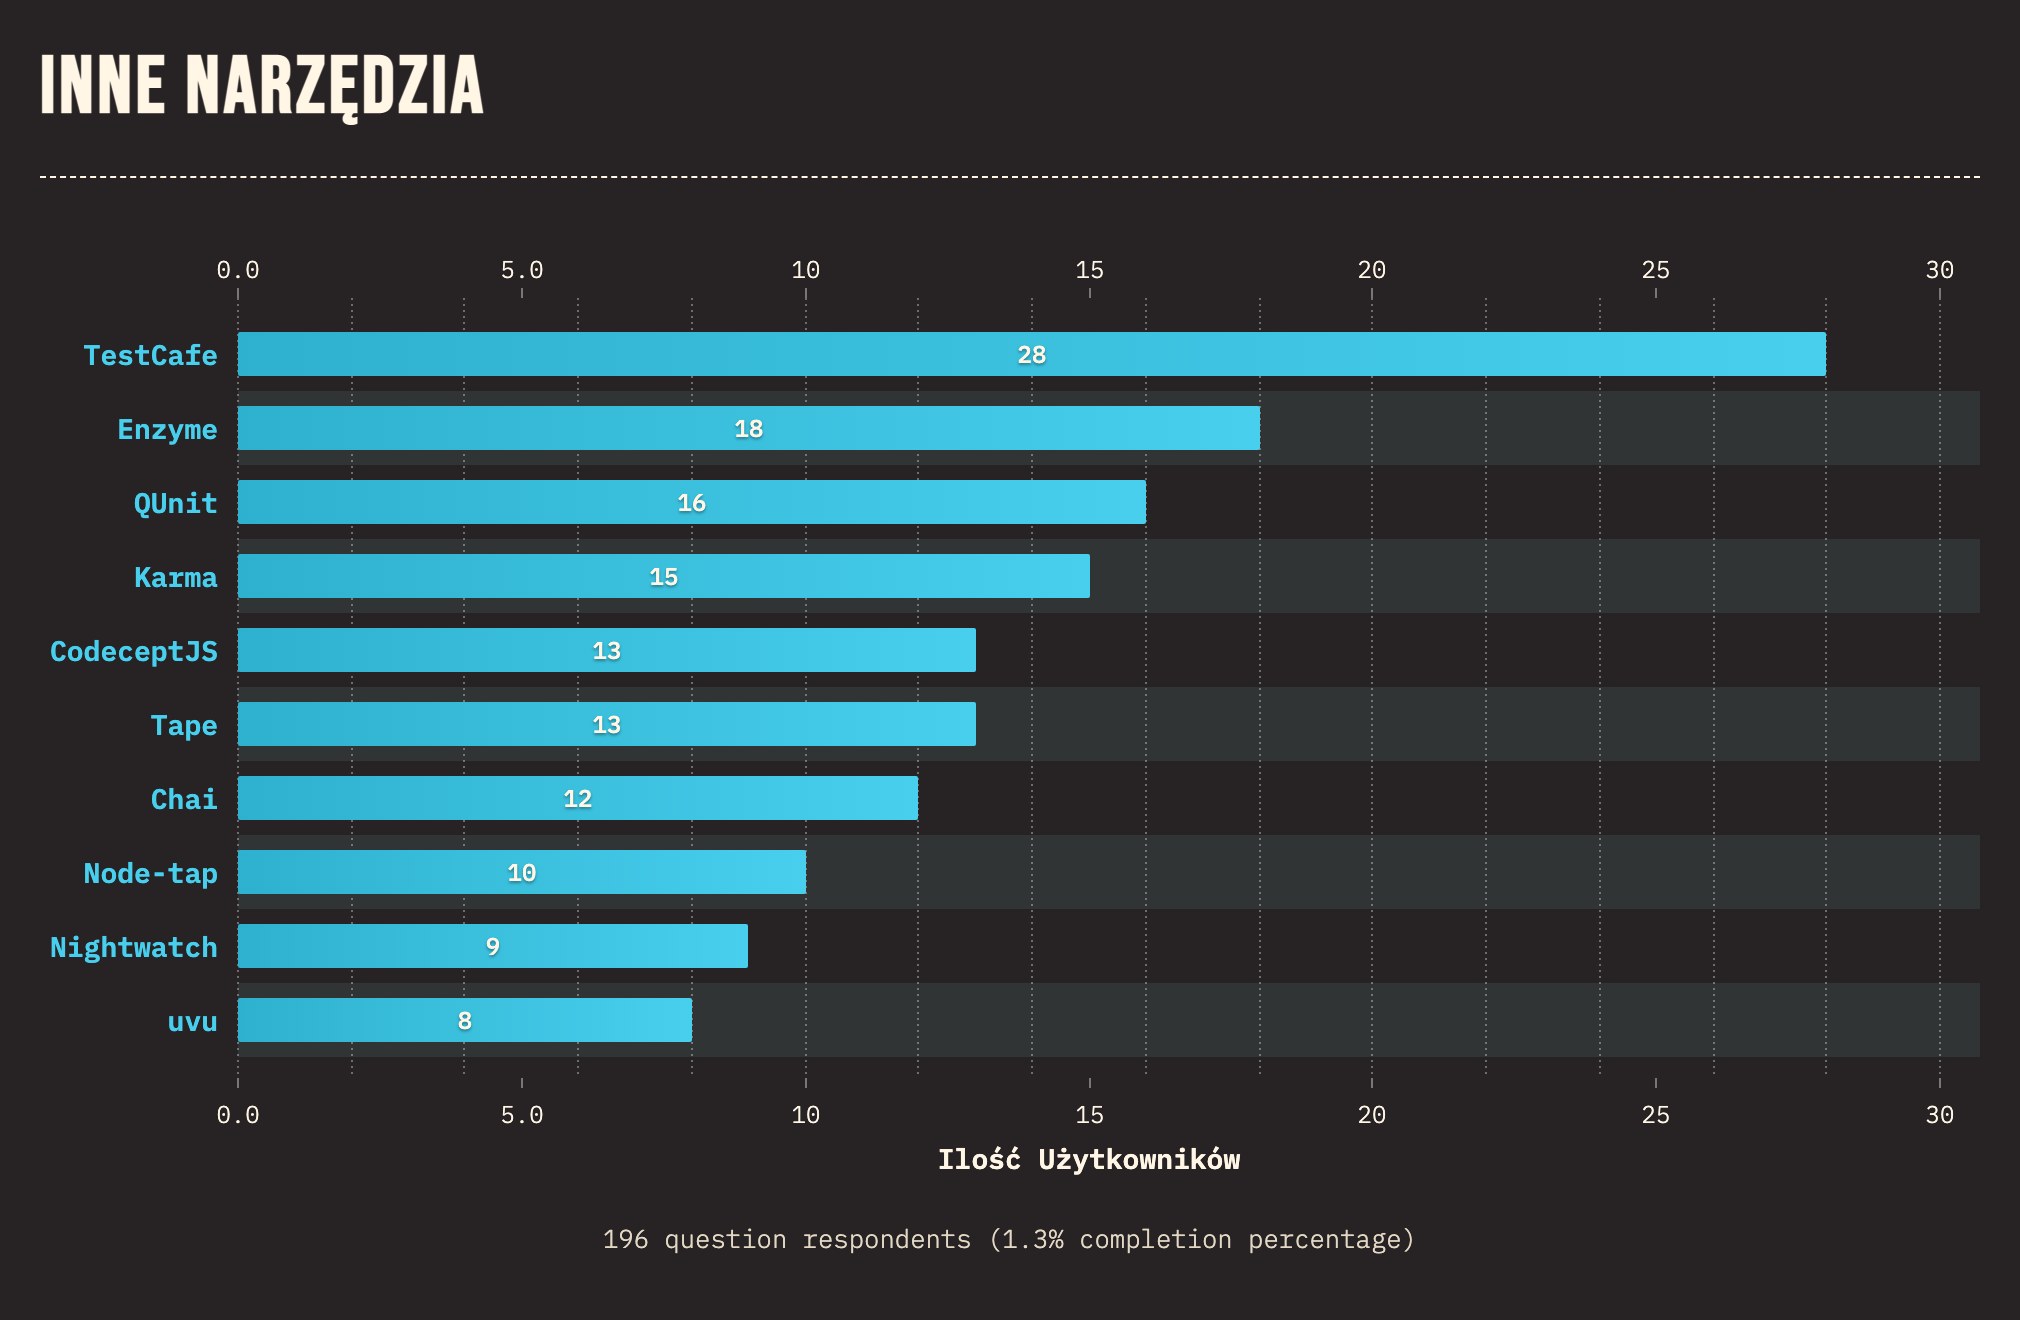 INNE NARZĘDZIA
0.0 5.0 10 15 20 25 30
TestCafe 28
Enzyme 18
QUnit 16
Karma 15
CodeceptJS 13
Tape 13
Chai 12
Node-tap 10
Nightwatch 9
uvu 8
0.0 5.0 10 15 20 25 30
Ilość Użytkowników
196 question respondents (1.3% completion percentage)